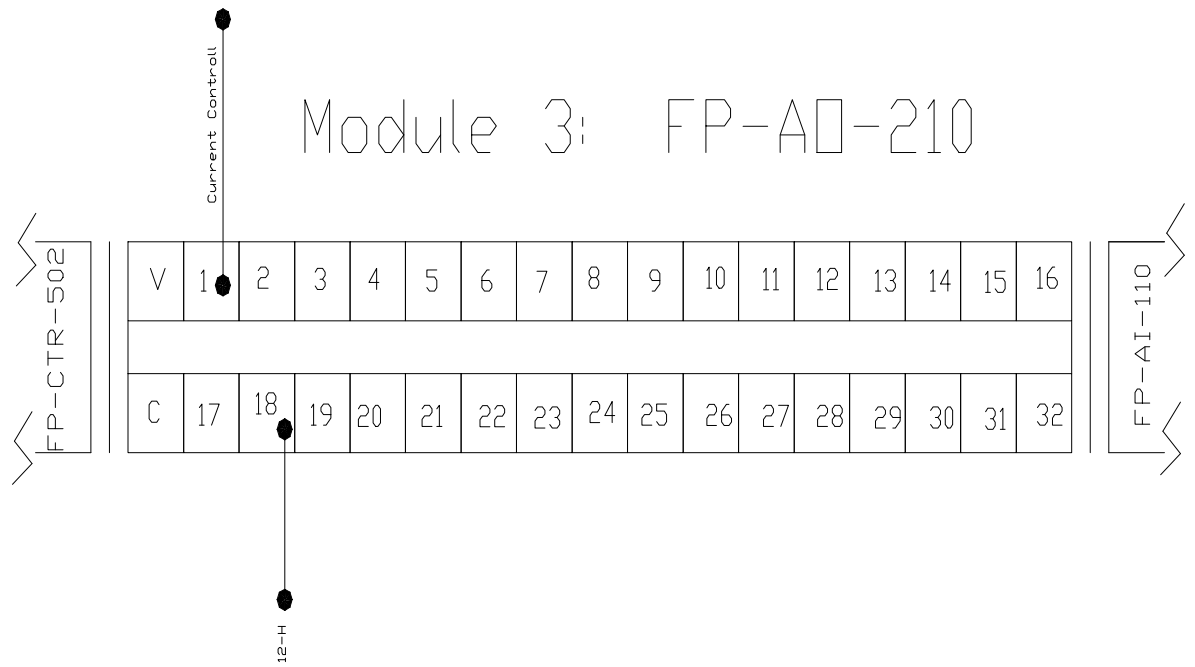 Current Controll
Module 3: FP-AO-210
FP-CTR-502
V 1 2 3 4 5 6 7 8 9 10 11 12 13 14 15 16
C 17 18 19 20 21 22 23 24 25 26 27 28 29 30 31 32
FP-AI-110
12-H